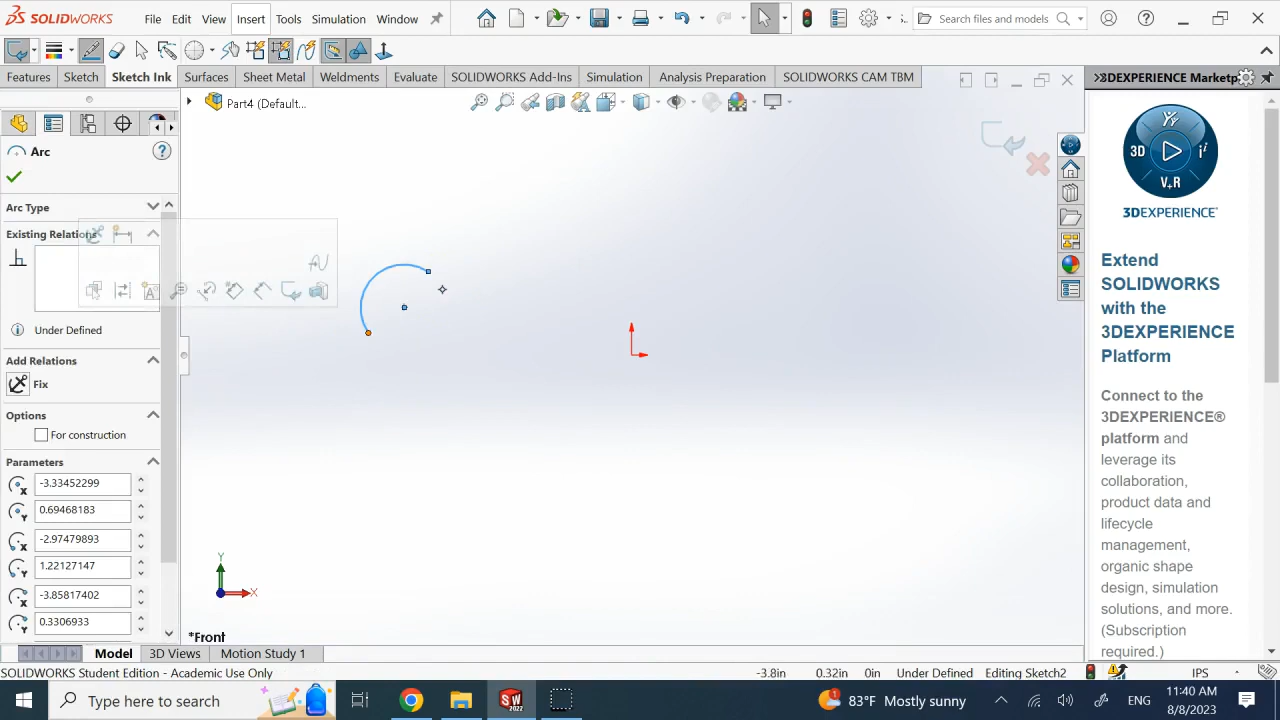 SOLIDWORKS File Edit View Insert Tools Simulation Window Search files and models
Features Sketch Sketch Ink Surfaces Sheet Metal Weldments Evaluate SOLIDWORKS Add-Ins Simulation Analysis Preparation SOLIDWORKS CAM TBM
3DEXPERIENCE Marketp
Part4 (Default...
Arc
Arc Type
Existing Relations
Under Defined
Add Relations
Fix
Options
For construction
Parameters
-3.33452299
0.69468183
-2.97479893
1.22127147
-3.85817402
0.3306933
Y
X
*Front
3D
V+R
3DEXPERIENCE
Extend
SOLIDWORKS
with the
3DEXPERIENCE
Platform
Connect to the
3DEXPERIENCE®
platform and
leverage its
collaboration,
product data and
lifecycle
management,
organic shape
design, simulation
solutions, and more.
(Subscription
required.)
Model 3D Views Motion Study 1
SOLIDWORKS Student Edition - Academic Use Only -3.8in 0.32in 0in Under Defined Editing Sketch2 IPS
Type here to search
SW
2022
83°F Mostly sunny
ENG
11:40 AM
8/8/2023